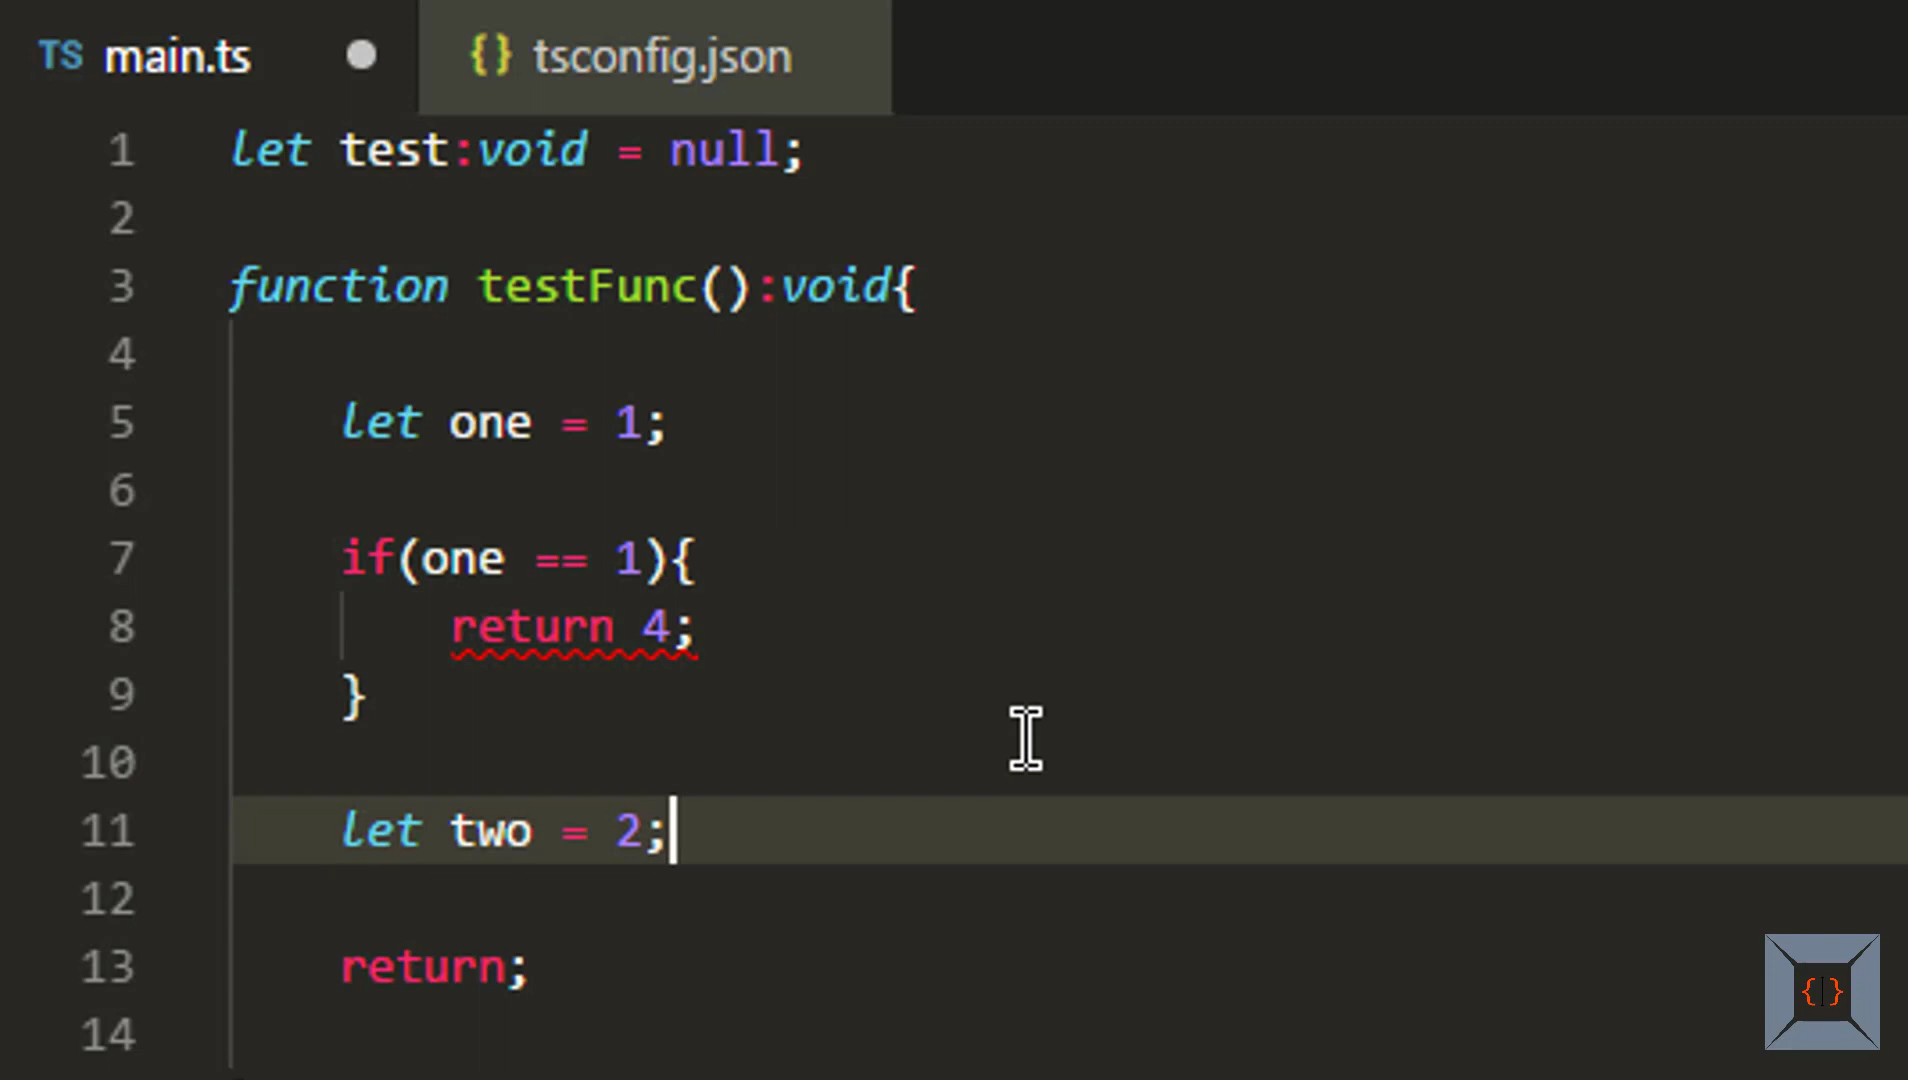 TS main.ts ● {} tsconfig.json
1 let test:void = null;
2
3 function testFunc():void{
4
5 let one = 1;
6
7 if(one == 1){
8 return 4;
9 }
10
11 let two = 2;
12
13 return;
14
{|}